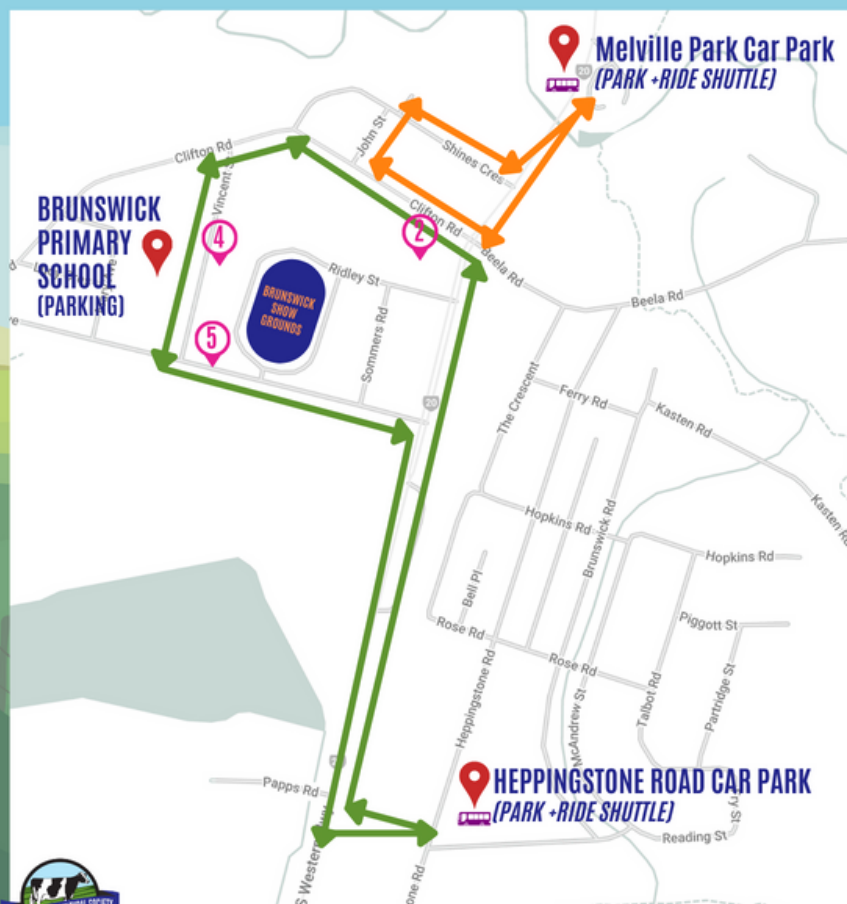 Melville Park Car Park
(PARK +RIDE SHUTTLE)
20
John St
Shines Cres
Clifton Rd
Vincent S
Clifton Rd
2
4
Beela Rd
Beela Rd
BRUNSWICK
PRIMARY
SCHOOL
(PARKING)
Ridley St
BRUNSWICK
SHOW
GROUNDS
5
Sommers Rd
20
The Crescent
Ferry Rd
Kasten Rd
Kasten Rd
Hopkins Rd
Hopkins Rd
Brunswick Rd
Bell Pl
Rose Rd
Rose Rd
Piggott St
Partridge St
Talbot Rd
McAndrew St
Heppingstone Rd
Papps Rd
HEPPINGSTONE ROAD CAR PARK
(PARK +RIDE SHUTTLE)
Reading St
S Western
one Rd